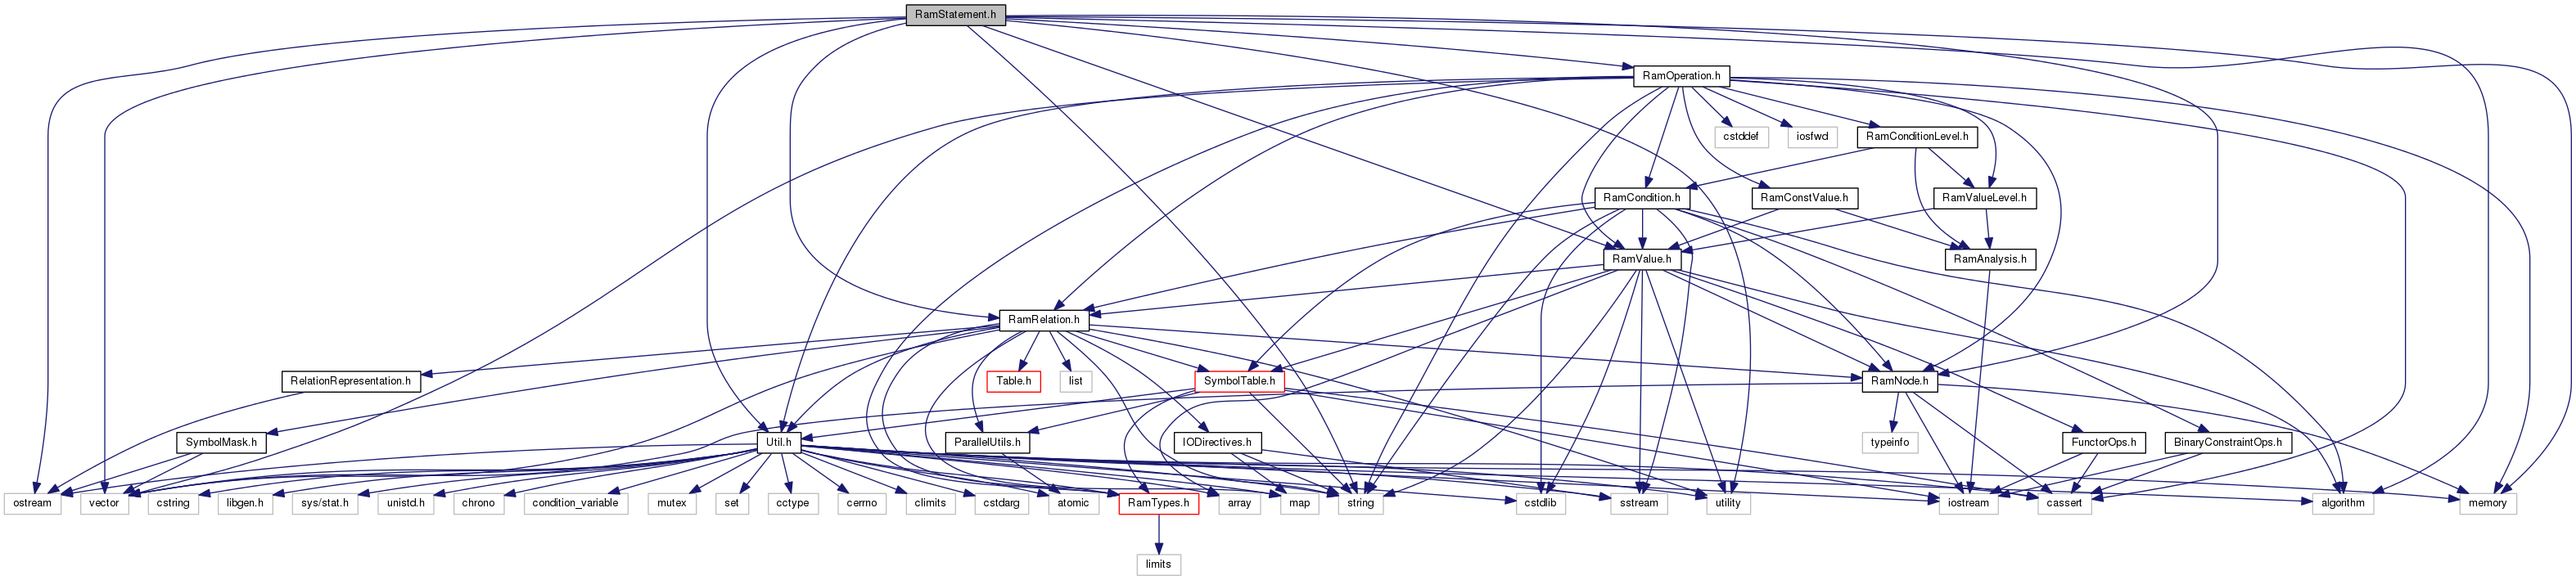 RamStatement.h
RamOperation.h
cstddef
iosfwd
RamConditionLevel.h
RamCondition.h
RamConstValue.h
RamValueLevel.h
RamValue.h
RamAnalysis.h
RamRelation.h
RelationRepresentation.h
Table.h
list
SymbolTable.h
RamNode.h
SymbolMask.h
Util.h
ParallelUtils.h
IODirectives.h
typeinfo
FunctorOps.h
BinaryConstraintOps.h
ostream
vector
cstring
libgen.h
sys/stat.h
unistd.h
chrono
condition_variable
mutex
set
cctype
cerrno
climits
cstdarg
atomic
RamTypes.h
array
map
string
cstdlib
sstream
utility
iostream
cassert
algorithm
memory
limits